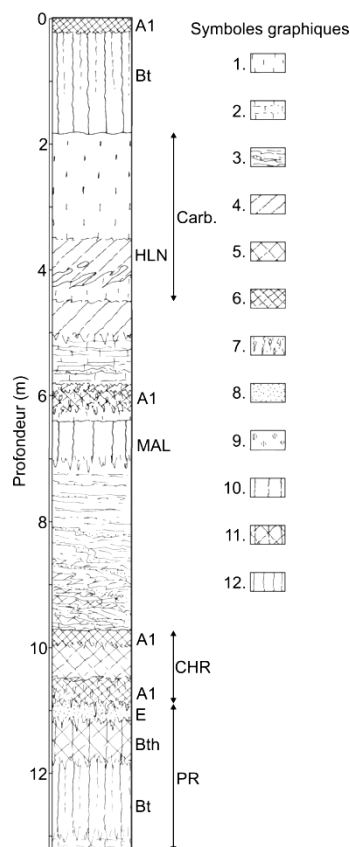 Symboles graphiques
Profondeur (m)
0
2
4
6
8
10
12
A1
Bt
Carb.
HLN
A1
MAL
A1
CHR
A1
E
Bth
PR
Bt
1.
2.
3.
4.
5.
6.
7.
8.
9.
10.
11.
12.